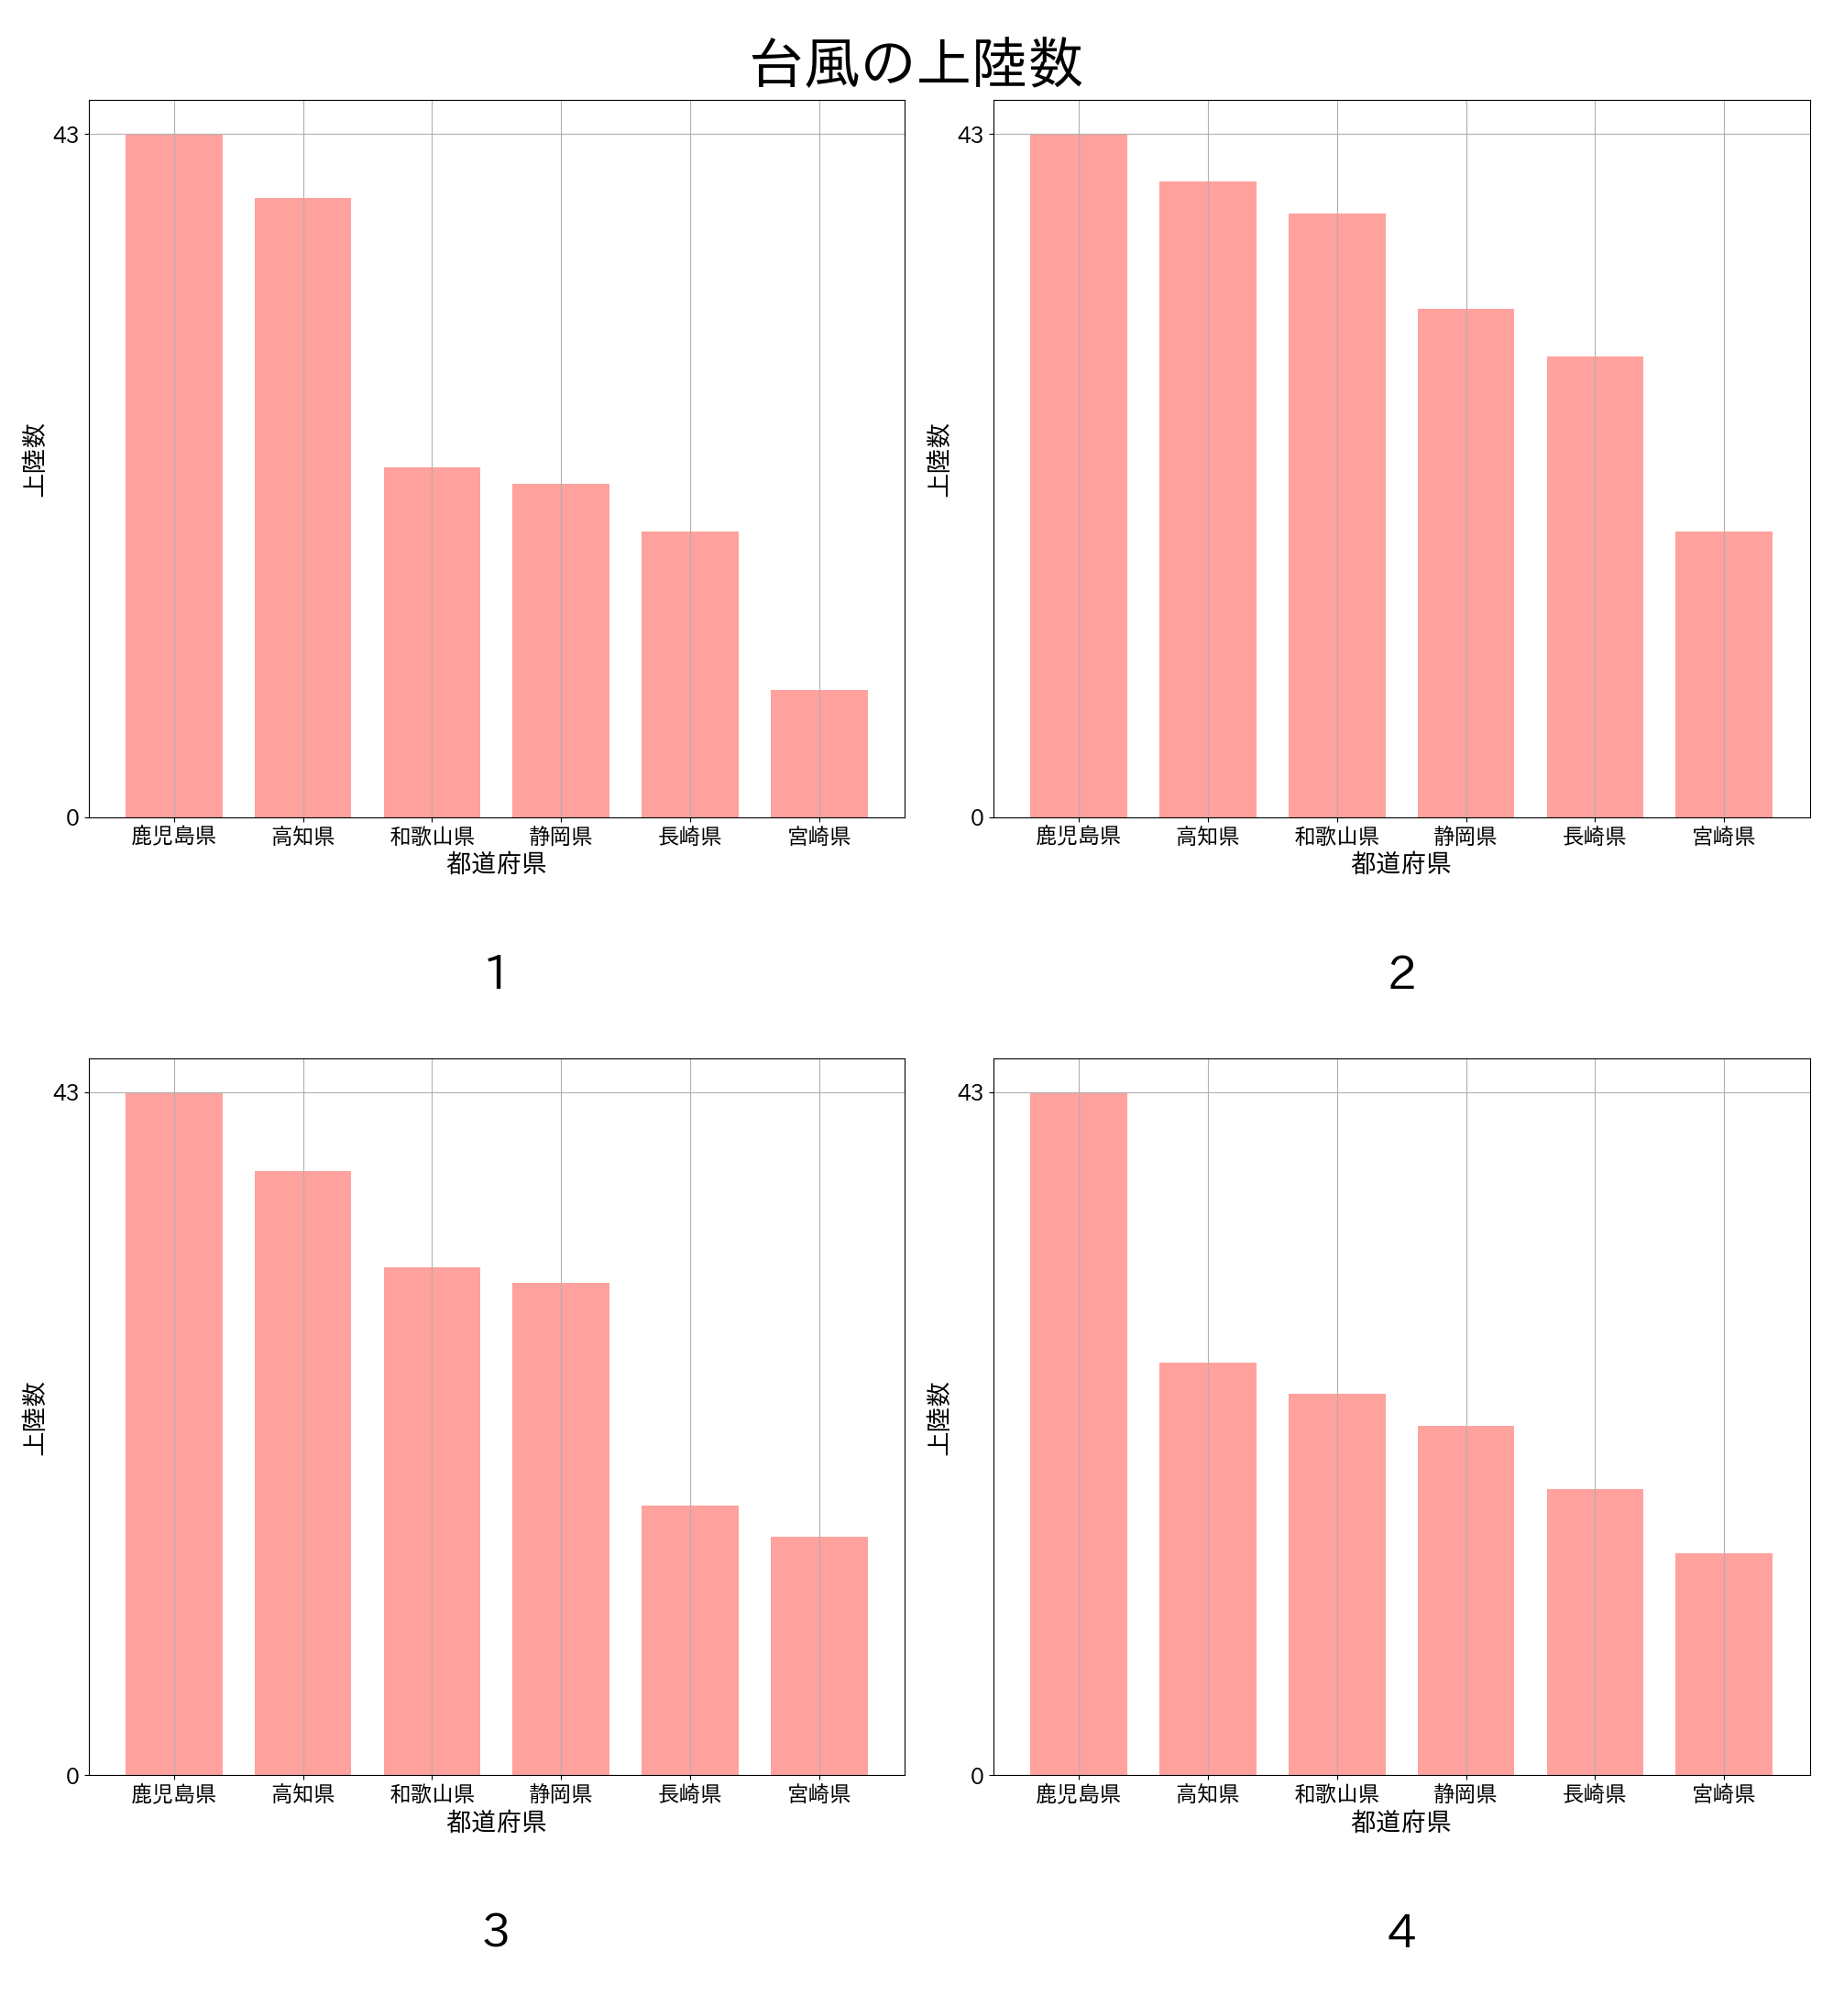 台風の上陸数
43
0
上陸数
鹿児島県 高知県 和歌山県 静岡県 長崎県 宮崎県
都道府県
1
43
0
上陸数
鹿児島県 高知県 和歌山県 静岡県 長崎県 宮崎県
都道府県
2
43
0
上陸数
鹿児島県 高知県 和歌山県 静岡県 長崎県 宮崎県
都道府県
3
43
0
上陸数
鹿児島県 高知県 和歌山県 静岡県 長崎県 宮崎県
都道府県
4